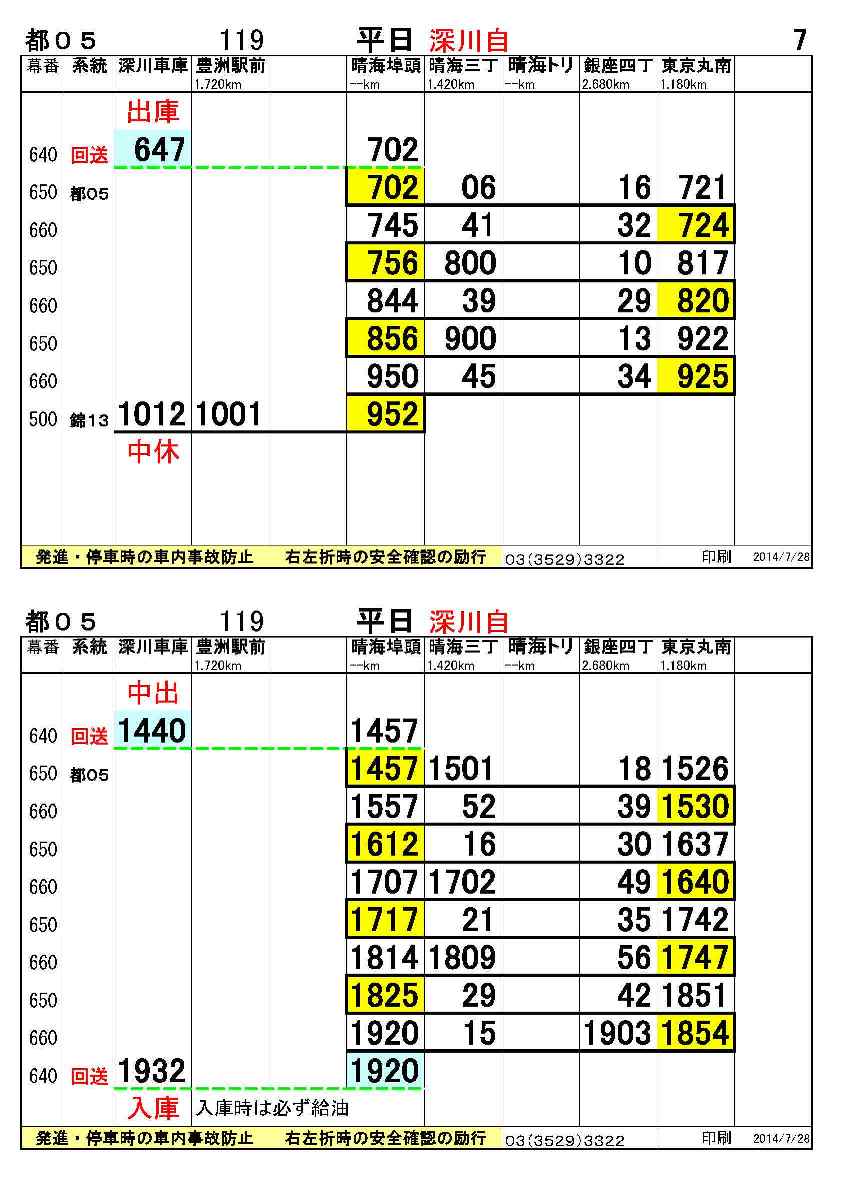 都０５ 119 平日 深川自 7
幕番 系統 深川車庫 豊洲駅前 晴海埠頭 晴海三丁 晴海トリ 銀座四丁 東京丸南
1.720km --km 1.420km --km 2.680km 1.180km
出庫
640 回送 647 702
650 都05 702 06 16 721
660 745 41 32 724
650 756 800 10 817
660 844 39 29 820
650 856 900 13 922
660 950 45 34 925
500 錦13 1012 1001 952
中休
発進・停車時の車内事故防止 右左折時の安全確認の励行 03(3529)3322 印刷 2014/7/28
都０５ 119 平日 深川自
幕番 系統 深川車庫 豊洲駅前 晴海埠頭 晴海三丁 晴海トリ 銀座四丁 東京丸南
1.720km --km 1.420km --km 2.680km 1.180km
中出
640 回送 1440 1457
650 都05 1457 1501 18 1526
660 1557 52 39 1530
650 1612 16 30 1637
660 1707 1702 49 1640
650 1717 21 35 1742
660 1814 1809 56 1747
650 1825 29 42 1851
660 1920 15 1903 1854
640 回送 1932 1920
入庫 入庫時は必ず給油
発進・停車時の車内事故防止 右左折時の安全確認の励行 03(3529)3322 印刷 2014/7/28